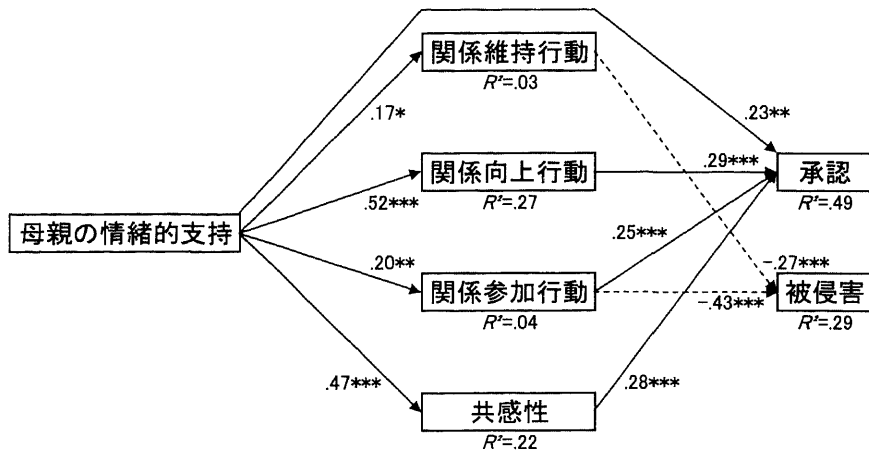 関係維持行動
R²=.03
.17*
.23**
関係向上行動
R²=.27
.29***
承認
R²=.49
.52***
母親の情緒的支持
.20**
.25***
関係参加行動
R²=.04
-.27***
-.43***
被侵害
R²=.29
.47***
.28***
共感性
R²=.22